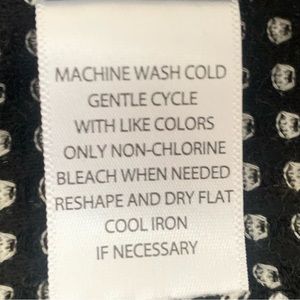 MACHINE WASH COLD
GENTLE CYCLE
WITH LIKE COLORS
ONLY NON-CHLORINE
BLEACH WHEN NEEDED
RESHAPE AND DRY FLAT
COOL IRON
IF NECESSARY